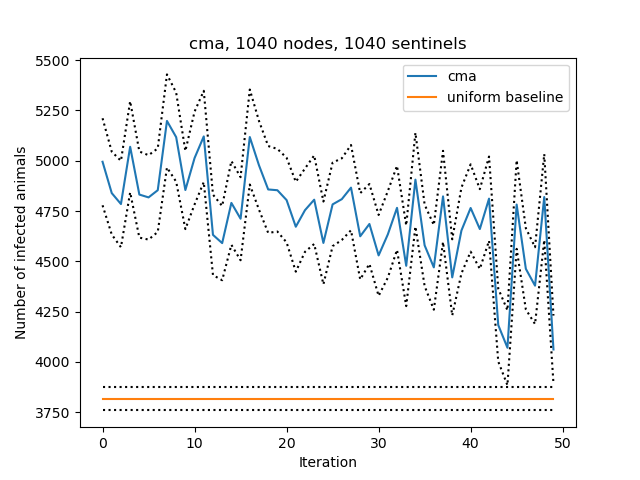 cma, 1040 nodes, 1040 sentinels
cma
uniform baseline
Number of infected animals
5500
5250
5000
4750
4500
4250
4000
3750
0 10 20 30 40 50
Iteration